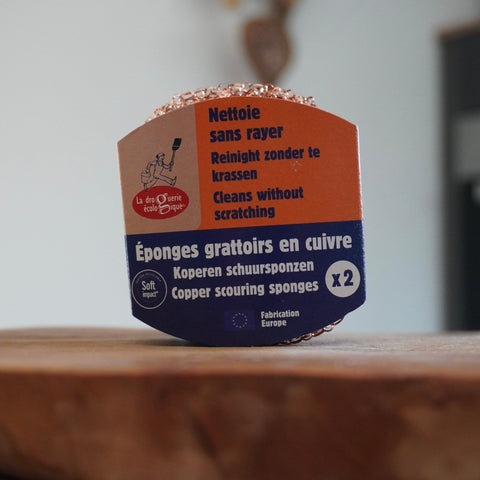 Nettoie
sans rayer
Reinight zonder te
krassen
Cleans without
scratching
La droguerie
écologique
Éponges grattoirs en cuivre
Koperen schuursponzen
Copper scouring sponges
x2
Soft
impact
Fabrication
Europe